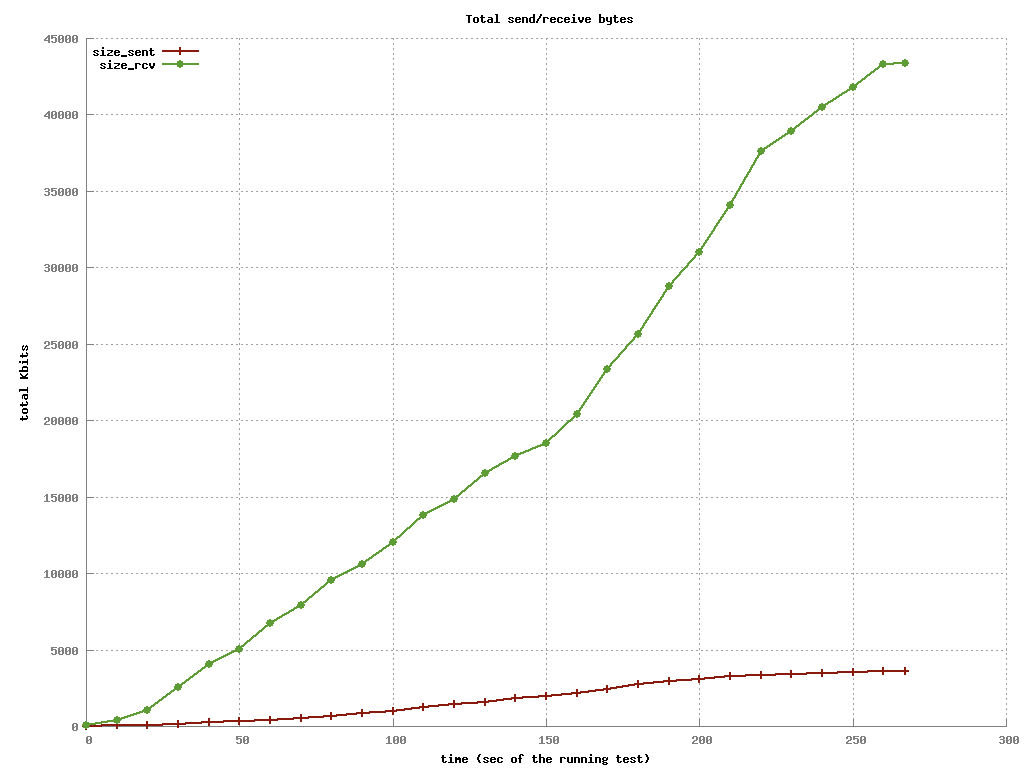 Total send/receive bytes
size_sent
size_rcv
45000
40000
35000
30000
25000
20000
15000
10000
5000
0
total Kbits
0 50 100 150 200 250 300
time (sec of the running test)